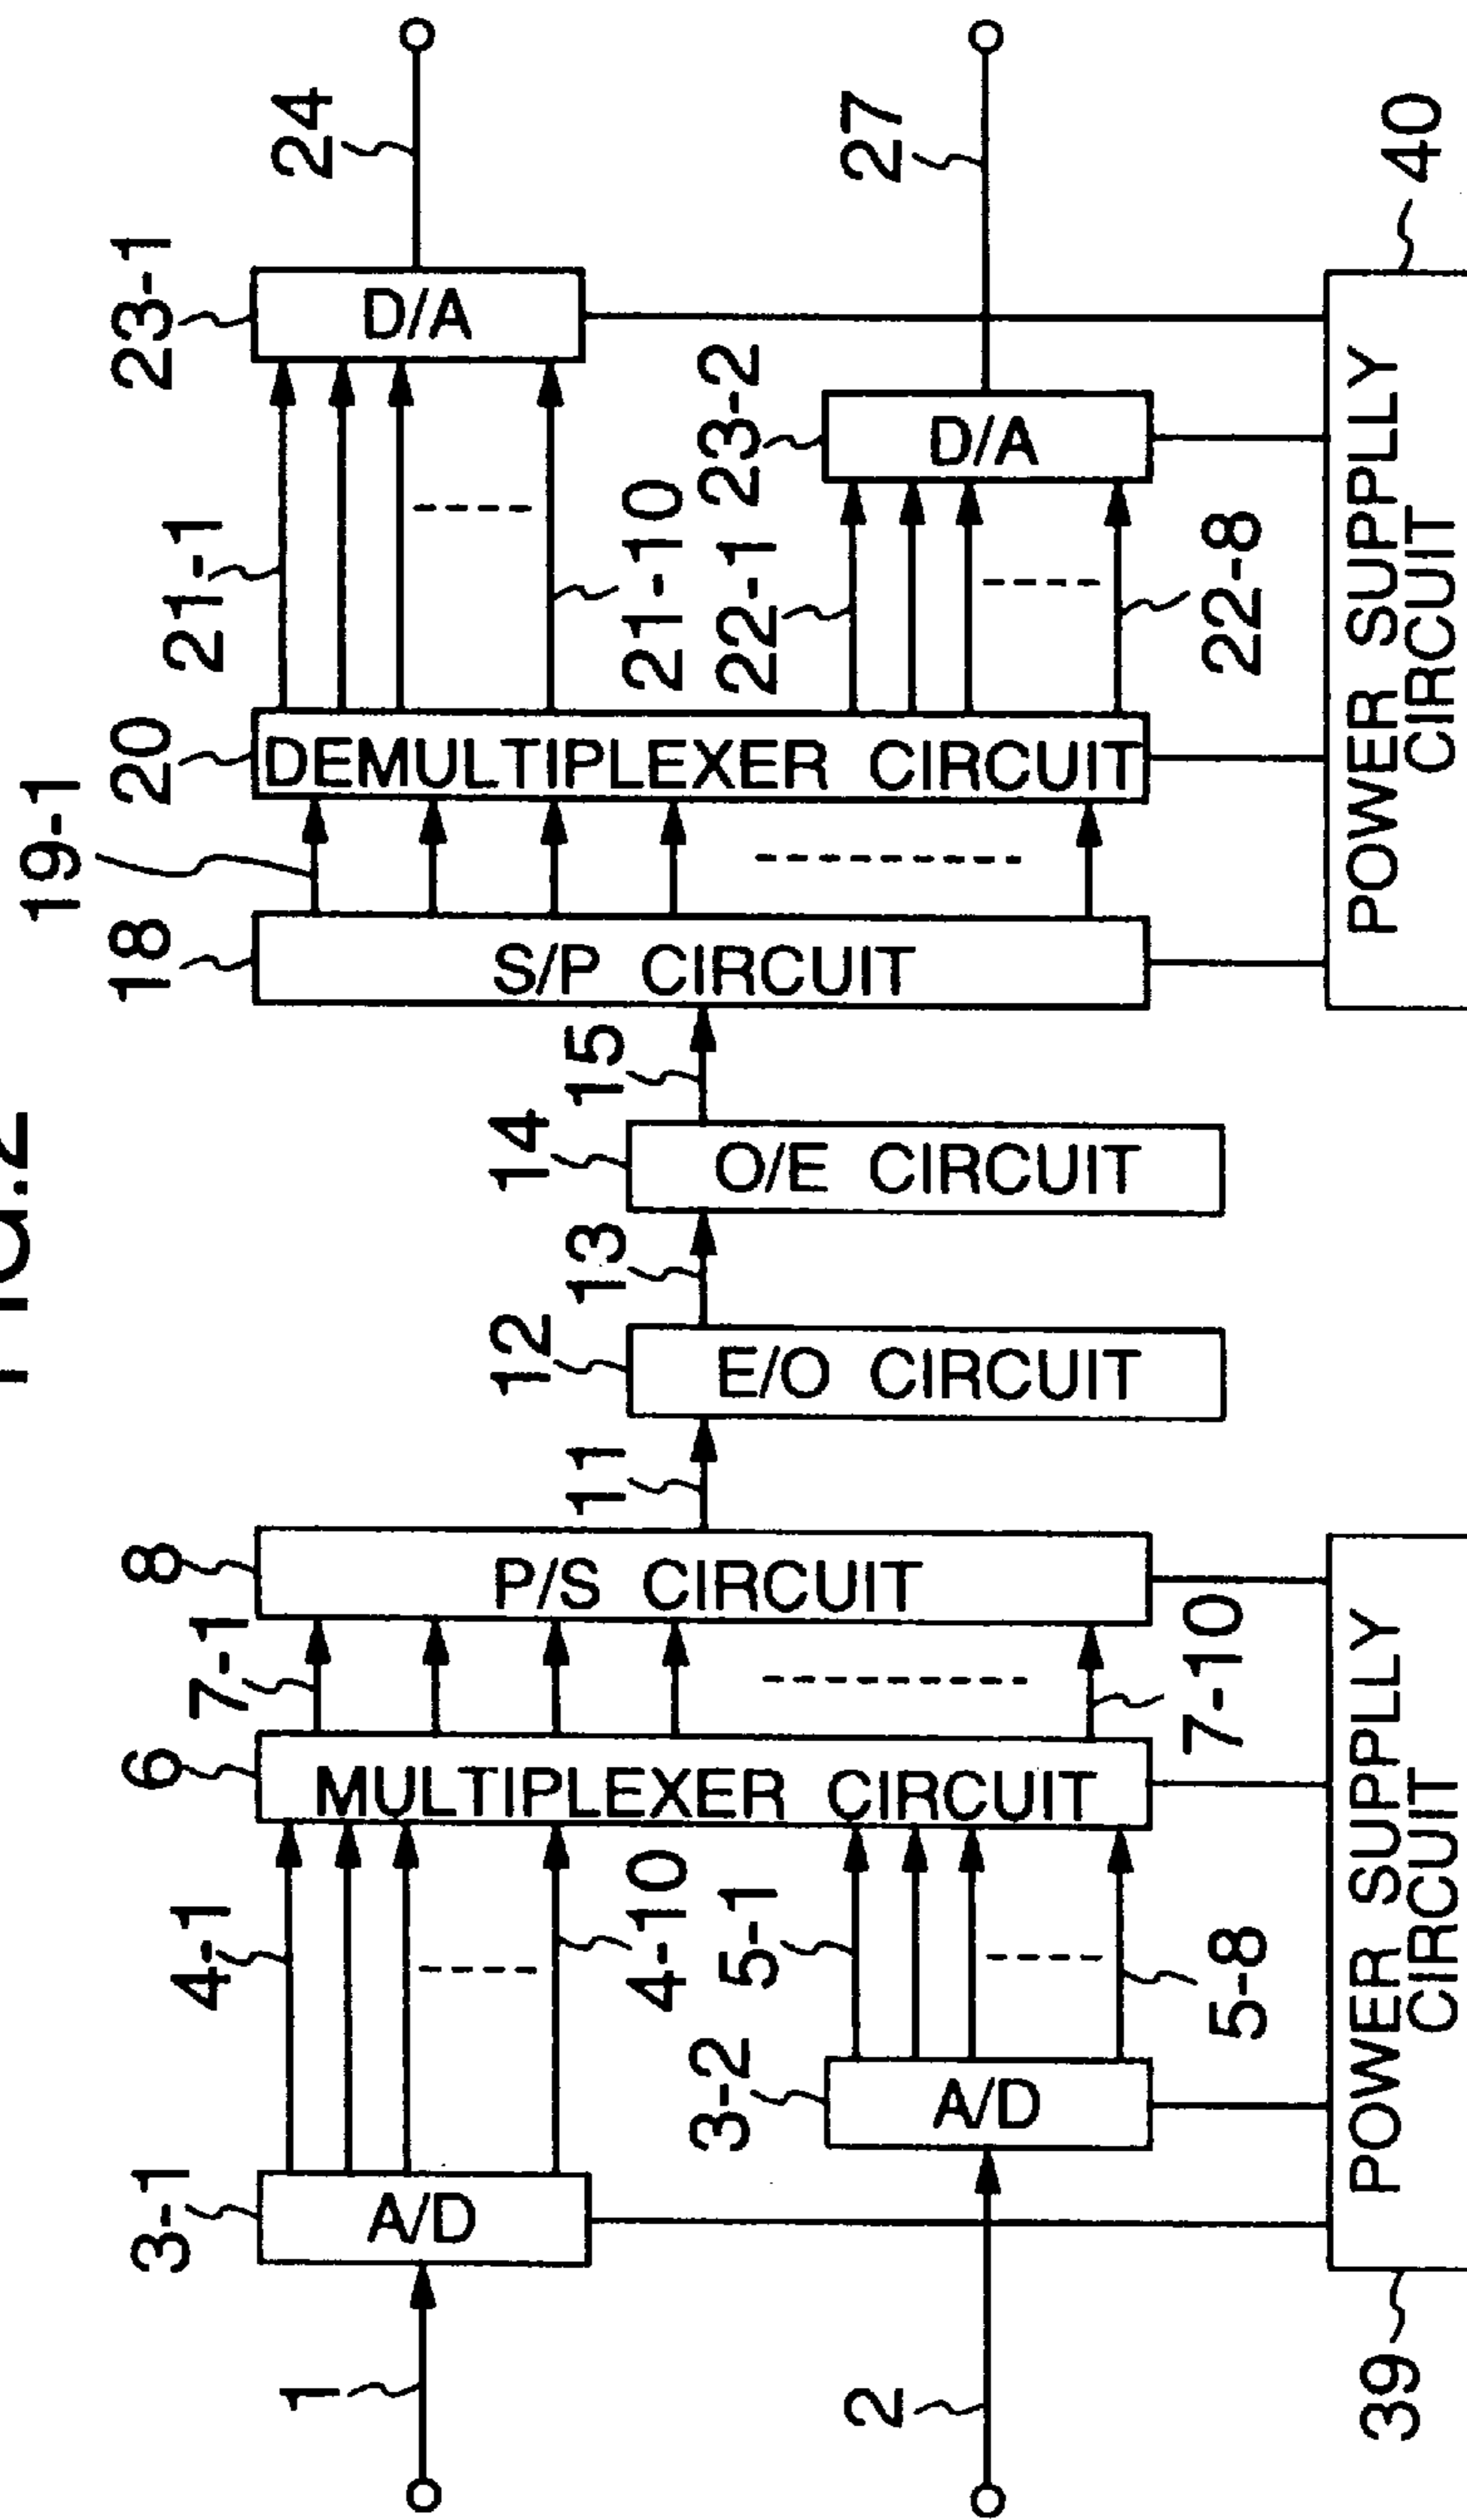 FIG.2
19-1
3-1
6
8
18
20
23-1
4-1
7-1
21-1
1
24
A/D
D/A
12
14
11
13
15
4-10
21-10
3-2
5-1
22-1
23-2
MULTIPLEXER CIRCUIT
P/S CIRCUIT
E/O CIRCUIT
O/E CIRCUIT
S/P CIRCUIT
DEMULTIPLEXER CIRCUIT
2
27
A/D
D/A
5-8
7-10
22-8
39
POWER SUPPLLY
CIRCUIT
POWER SUPPLLY
CIRCUIT
40